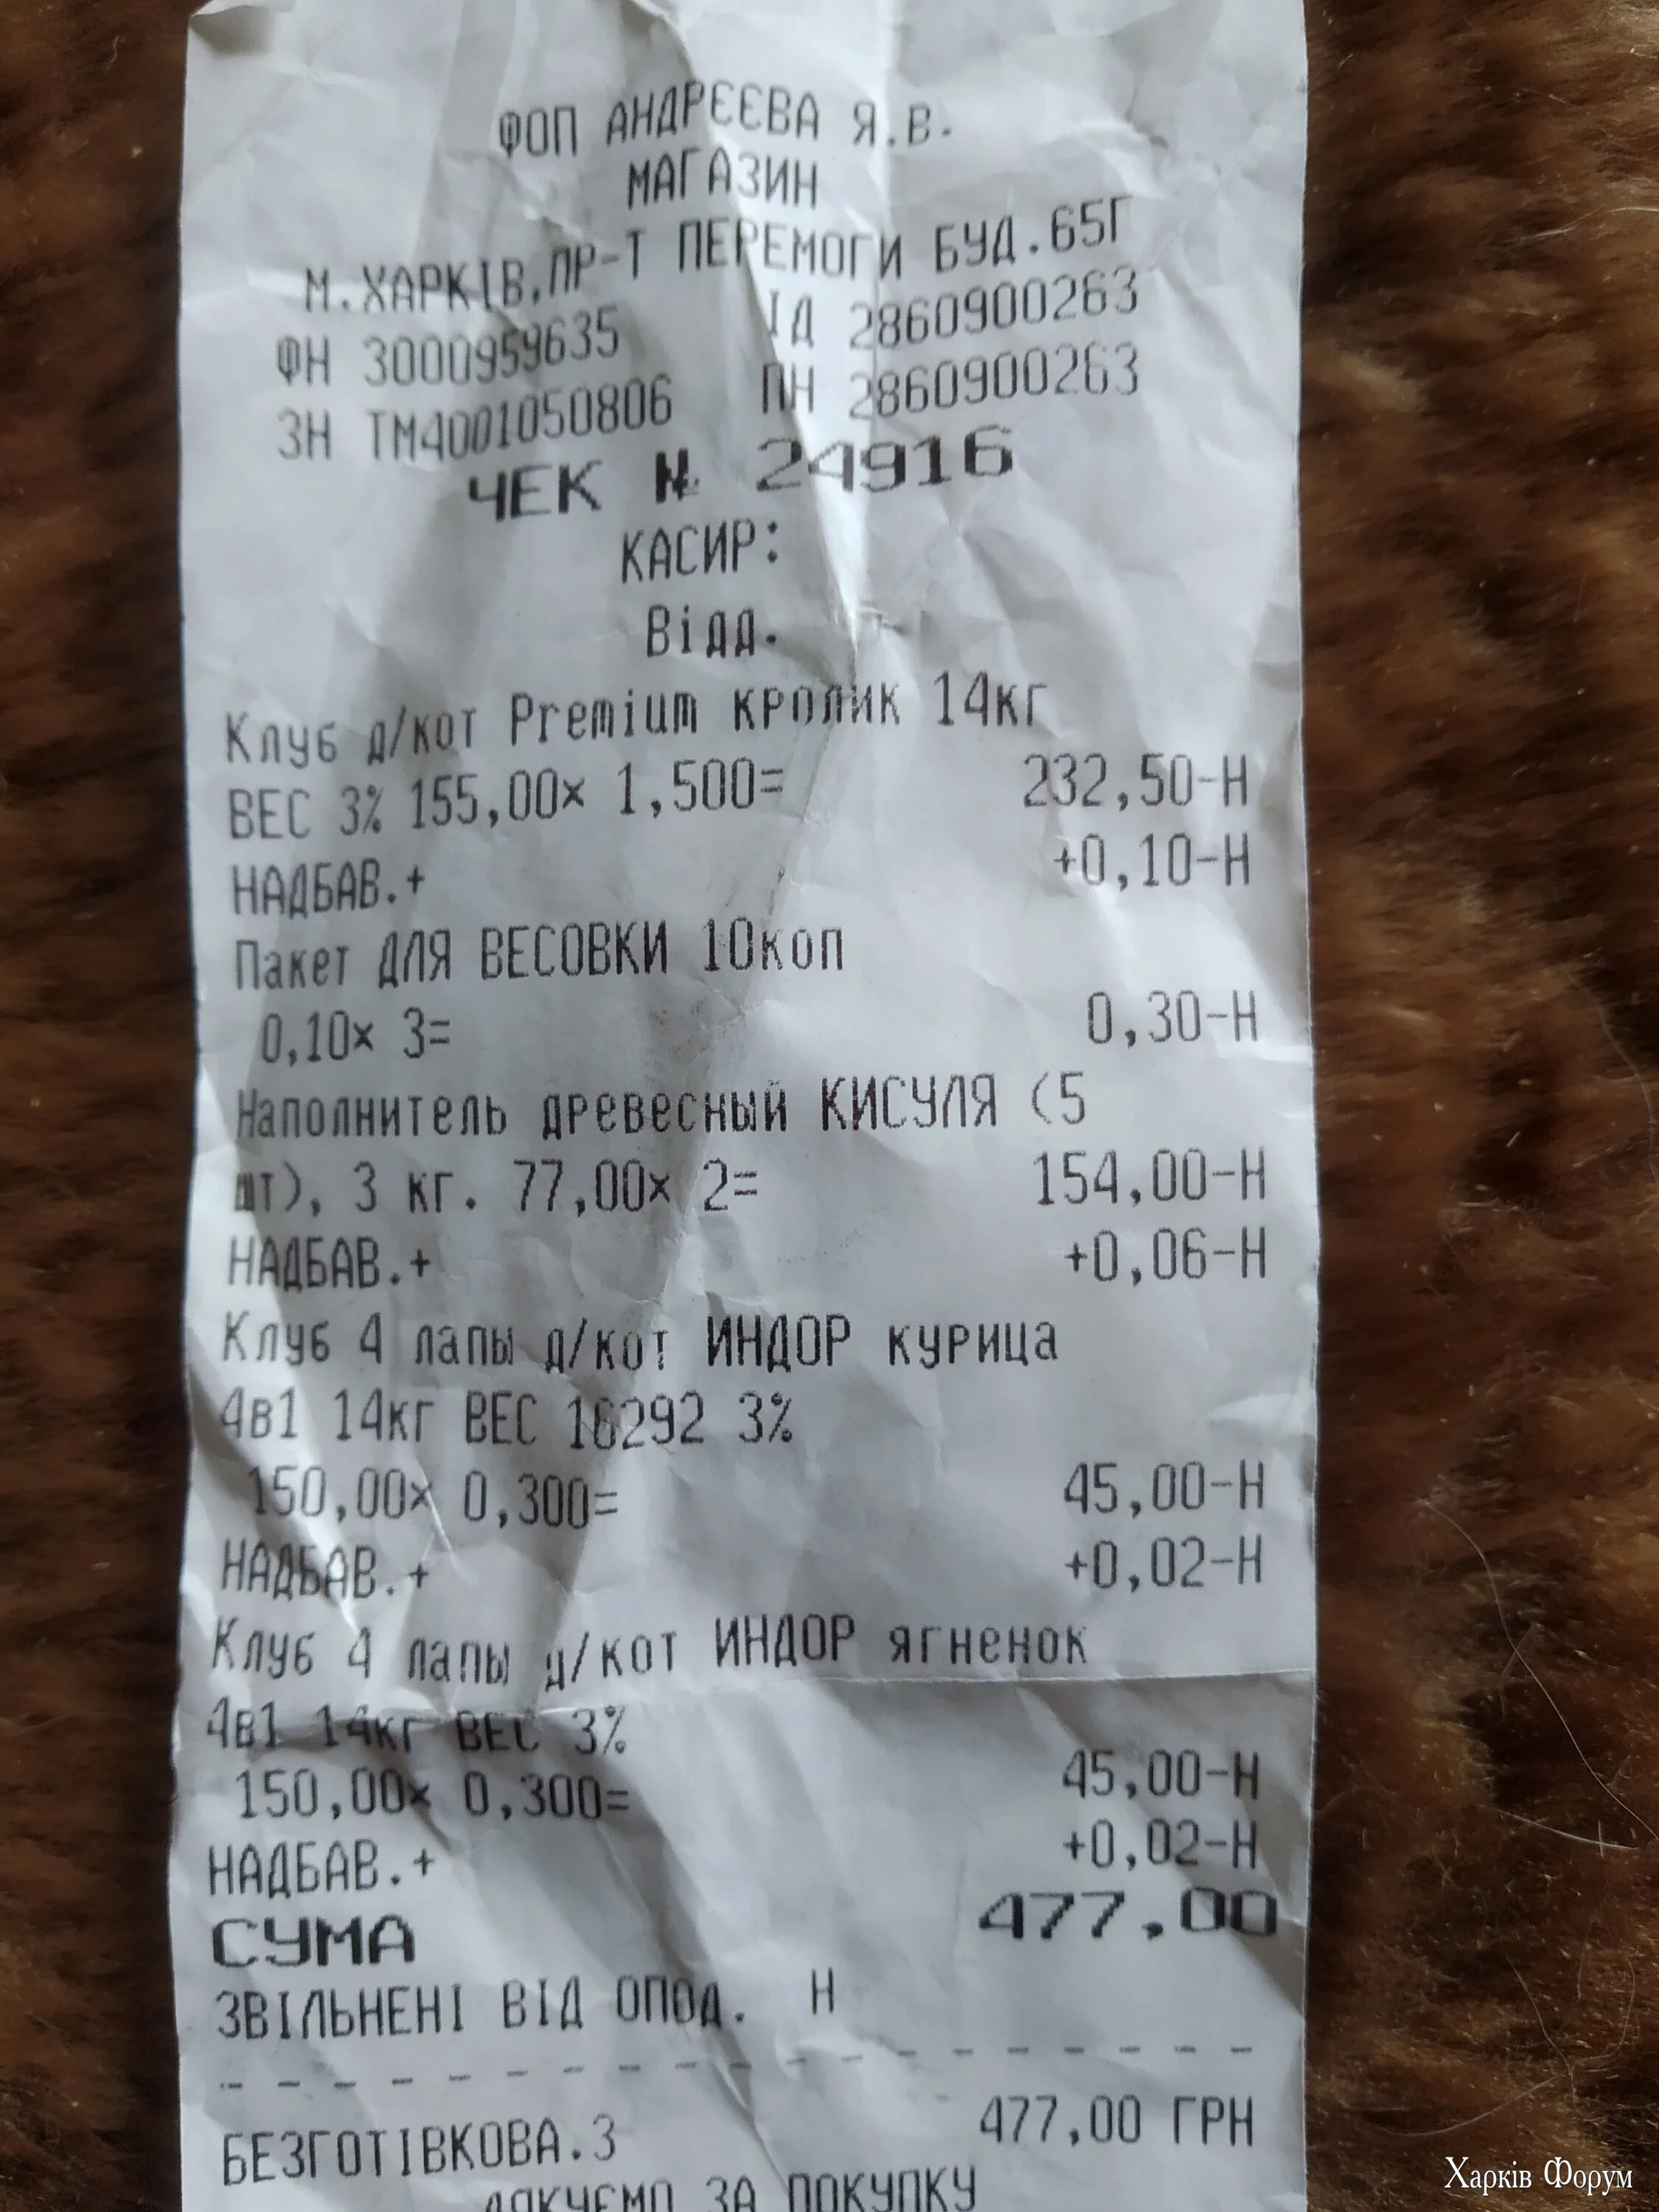 ФОП АНДРЄЄВА Я.В.
МАГАЗИН
М.ХАРКІВ,ПР-Т ПЕРЕМОГИ БУД.65Г
ФН 3000959635 ІД 2860900263
ЗН ТМ4001050806 ПН 2860900263
ЧЕК № 24916
КАСИР:
Відд.
Клуб д/кот Premium кролик 14кг
ВЕС 3% 155,00× 1,500= 232,50-Н
НАДБАВ.+ +0,10-Н
Пакет ДЛЯ ВЕСОВКИ 10коп
0,10× 3= 0,30-Н
Наполнитель древесный КИСУЛЯ (5
шт), 3 кг. 77,00× 2= 154,00-Н
НАДБАВ.+ +0,06-Н
Клуб 4 лапы д/кот ИНДОР курица
4в1 14кг ВЕС 16292 3%
150,00× 0,300= 45,00-Н
НАДБАВ.+ +0,02-Н
Клуб 4 лапы д/кот ИНДОР ягненок
4в1 14кг ВЕС 3%
150,00× 0,300= 45,00-Н
НАДБАВ.+ +0,02-Н
СУМА 477,00
ЗВІЛЬНЕНІ ВІД ОПОД. Н
БЕЗГОТІВКОВА.3 477,00 ГРН
ДЯКУЄМО ЗА ПОКУПКУ
Харків Форум